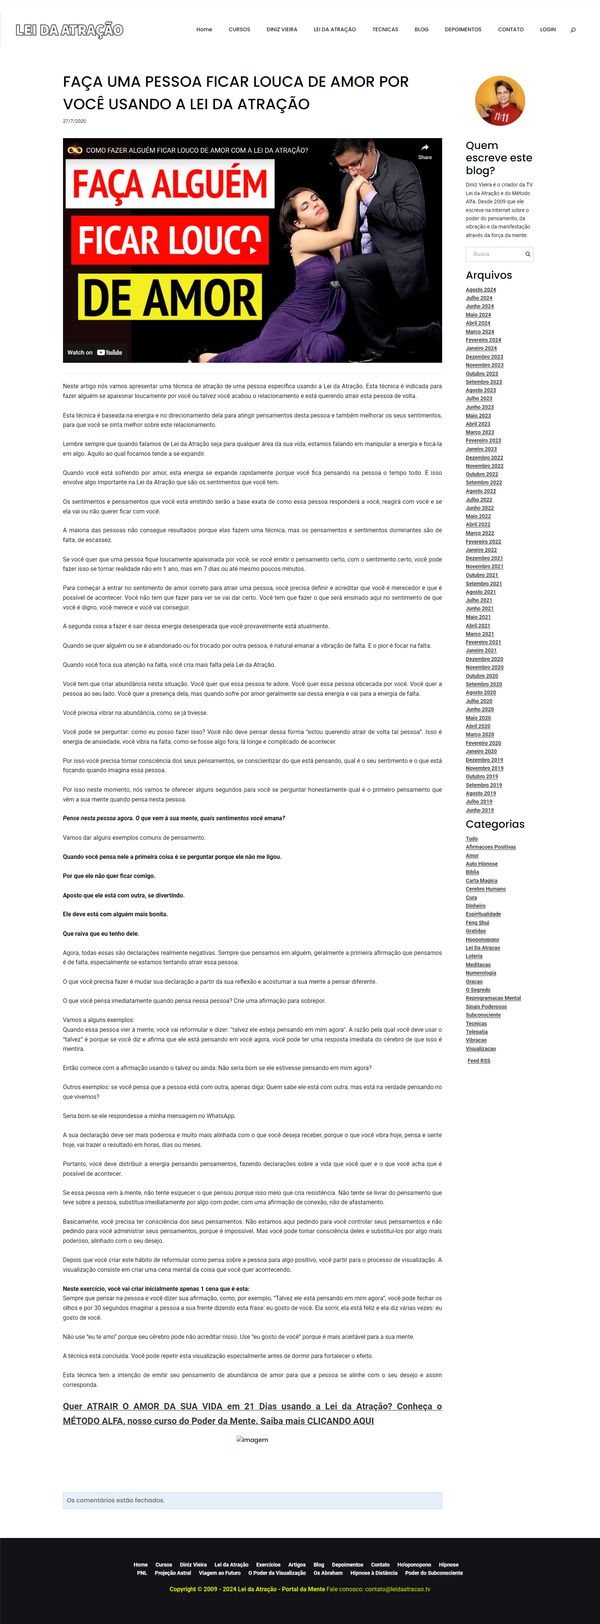 LEI DA ATRAÇÃO
Home CURSOS DINIZ VIEIRA LEI DA ATRAÇÃO TECNICAS BLOG DEPOIMENTOS CONTATO LOGIN
FAÇA UMA PESSOA FICAR LOUCA DE AMOR POR
VOCÊ USANDO A LEI DA ATRAÇÃO
27/7/2020
COMO FAZER ALGUÉM FICAR LOUCO DE AMOR COM A LEI DA ATRAÇÃO?
Share
FAÇA ALGUÉM
FICAR LOUCO
DE AMOR
Watch on YouTube
Neste artigo nós vamos apresentar uma técnica de atração de uma pessoa especifica usando a Lei da Atração. Esta técnica é indicada para
fazer alguém se apaixonar loucamente por você ou talvez você acabou o relacionamento e está querendo atrair esta pessoa de volta.
Esta técnica é baseada na energia e no direcionamento dela para atingir pensamentos desta pessoa e também melhorar os seus sentimentos,
para que você se sinta melhor sobre este relacionamento.
Lembre sempre que quando falamos de Lei da Atração seja para qualquer área da sua vida, estamos falando em manipular a energia e focá-la
em algo. Aquilo ao qual focamos tende a se expandir.
Quando você está sofrendo por amor, esta energia se expande rapidamente porque você fica pensando na pessoa o tempo todo. E isso
envolve algo importante na Lei da Atração que são os sentimentos que você tem.
Os sentimentos e pensamentos que você está emitindo serão a base exata de como essa pessoa responderá a você, reagirá com você e se
ela vai ou não querer ficar com você.
A maioria das pessoas não consegue resultados porque elas fazem uma técnica, mas os pensamentos e sentimentos dominantes são de
falta, de escassez.
Se você quer que uma pessoa fique loucamente apaixonada por você, se você emitir o pensamento certo, com o sentimento certo, você pode
fazer isso se tornar realidade não em 1 ano, mas em 7 dias ou até mesmo poucos minutos.
Para começar a entrar no sentimento de amor correto para atrair uma pessoa, você precisa definir e acreditar que você é merecedor e que é
possível de acontecer. Você não tem que fazer para ver se vai dar certo. Você tem que fazer o que será ensinado aqui no sentimento de que
você é digno, você merece e você vai conseguir.
A segunda coisa a fazer é sair dessa energia desesperada que você provavelmente está atualmente.
Quando se quer alguém ou se é abandonado ou foi trocado por outra pessoa, é natural emanar a vibração de falta. E o pior é focar na falta.
Quando você foca sua atenção na falta, você cria mais falta pela Lei da Atração.
Você tem que criar abundância nesta situação. Você quer que essa pessoa te adore. Você quer essa pessoa obcecada por você. Você quer a
pessoa ao seu lado. Você quer a presença dela, mas quando sofre por amor geralmente sai dessa energia e vai para a energia de falta.
Você precisa vibrar na abundância, como se já tivesse.
Você pode se perguntar: como eu posso fazer isso? Você não deve pensar dessa forma "estou querendo atrair de volta tal pessoa". Isso é
energia de ansiedade, você vibra na falta, como se fosse algo fora, lá longe e complicado de acontecer.
Por isso você precisa tomar consciência dos seus pensamentos, se conscientizar do que está pensando, qual é o seu sentimento e o que está
focando quando imagina essa pessoa.
Por isso neste momento, nós vamos te oferecer alguns segundos para você se perguntar honestamente qual é o primeiro pensamento que
vêm a sua mente quando pensa nesta pessoa.
Pense nesta pessoa agora. O que vem à sua mente, quais sentimentos você emana?
Vamos dar alguns exemplos comuns de pensamento.
Quando você pensa nele a primeira coisa é se perguntar porque ele não me ligou.
Por que ele não quer ficar comigo.
Aposto que ele está com outra, se divertindo.
Ele deve está com alguém mais bonita.
Que raiva que eu tenho dele.
Agora, todas essas são declarações realmente negativas. Sempre que pensamos em alguém, geralmente a primeira afirmação que pensamos
é de falta, especialmente se estamos tentando atrair essa pessoa.
O que você precisa fazer é mudar sua declaração a partir da sua reflexão e acostumar a sua mente a pensar diferente.
O que você pensa imediatamente quando pensa nessa pessoa? Crie uma afirmação para sobrepor.
Vamos a alguns exemplos:
Quando essa pessoa vier à mente, você vai reformular e dizer: "talvez ele esteja pensando em mim agora". A razão pela qual você deve usar o
"talvez" é porque se você diz e afirma que ele está pensando em você agora, você pode ter uma resposta imediata do cérebro de que isso é
mentira.
Então comece com a afirmação usando o talvez ou ainda: Não seria bom se ele estivesse pensando em mim agora?
Outros exemplos: se você pensa que a pessoa está com outra, apenas diga: Quem sabe ele está com outra, mas está na verdade pensando no
que vivemos?
Seria bom se ele respondesse a minha mensagem no WhatsApp.
A sua declaração deve ser mais poderosa e muito mais alinhada com o que você deseja receber, porque o que você vibra hoje, pensa e sente
hoje, vai trazer o resultado em horas, dias ou meses.
Portanto, você deve distribuir a energia pensando pensamentos, fazendo declarações sobre a vida que você quer e o que você acha que é
possível de acontecer.
Se essa pessoa vem à mente, não tente esquecer o que pensou porque isso meio que cria resistência. Não tente se livrar do pensamento que
teve sobre a pessoa, substitua imediatamente por algo com poder, com uma afirmação de conexão, não de afastamento.
Basicamente, você precisa ter consciência dos seus pensamentos. Não estamos aqui pedindo para você controlar seus pensamentos e não
pedindo para você administrar seus pensamentos, porque é impossível. Mas você pode tomar consciência deles e substituí-los por algo mais
poderoso, alinhado com o seu desejo.
Depois que você criar este hábito de reformular como pensa sobre a pessoa para algo positivo, você partir para o processo de visualização. A
visualização consiste em criar uma cena mental da coisa que você quer acontecendo.
Neste exercício, você vai criar inicialmente apenas 1 cena que é esta:
Sempre que pensar na pessoa e você dizer sua afirmação, como, por exemplo, "Talvez ele está pensando em mim agora", você pode fechar os
olhos e por 30 segundos imaginar a pessoa a sua frente dizendo esta frase: eu gosto de você. Ela sorrir, ela está feliz e ela diz várias vezes: eu
gosto de você.
Não use "eu te amo" porque seu cérebro pode não acreditar nisso. Use "eu gosto de você" porque é mais aceitável para a sua mente.
A técnica está concluída. Você pode repetir esta visualização especialmente antes de dormir para fortalecer o efeito.
Esta técnica tem a intenção de emitir seu pensamento de abundância de amor para que a pessoa se alinhe com o seu desejo e assim
corresponda.
Quer ATRAIR O AMOR DA SUA VIDA em 21 Dias usando a Lei da Atração? Conheça o
MÉTODO ALFA, nosso curso do Poder da Mente. Saiba mais CLICANDO AQUI
Imagem
Os comentários estão fechados.
11:11
Quem
escreve este
blog?
Diniz Vieira é o criador da TV
Lei da Atração e do Método
Alfa. Desde 2009 que ele
escreve na Internet sobre o
poder do pensamento, da
vibração e da manifestação
através da força da mente.
Busca
Arquivos
Agosto 2024
Julho 2024
Junho 2024
Maio 2024
Abril 2024
Março 2024
Fevereiro 2024
Janeiro 2024
Dezembro 2023
Novembro 2023
Outubro 2023
Setembro 2023
Agosto 2023
Julho 2023
Junho 2023
Maio 2023
Abril 2023
Março 2023
Fevereiro 2023
Janeiro 2023
Dezembro 2022
Novembro 2022
Outubro 2022
Setembro 2022
Agosto 2022
Julho 2022
Junho 2022
Maio 2022
Abril 2022
Março 2022
Fevereiro 2022
Janeiro 2022
Dezembro 2021
Novembro 2021
Outubro 2021
Setembro 2021
Agosto 2021
Julho 2021
Junho 2021
Maio 2021
Abril 2021
Março 2021
Fevereiro 2021
Janeiro 2021
Dezembro 2020
Novembro 2020
Outubro 2020
Setembro 2020
Agosto 2020
Julho 2020
Junho 2020
Maio 2020
Abril 2020
Março 2020
Fevereiro 2020
Janeiro 2020
Dezembro 2019
Novembro 2019
Outubro 2019
Setembro 2019
Agosto 2019
Julho 2019
Junho 2019
Categorias
Tudo
Afirmacoes Positivas
Amor
Auto Hipnose
Biblia
Carta Magica
Cerebro Humano
Cura
Dinheiro
Espiritualidade
Feng Shui
Gratidao
Hooponopono
Lei Da Atracao
Loteria
Meditacao
Numerologia
Oracao
O Segredo
Reprogramacao Mental
Sinais Poderosos
Subconsciente
Tecnicas
Telepatia
Vibracao
Visualizacao
Feed RSS
Home Cursos Diniz Vieira Lei da Atração Exercícios Artigos Blog Depoimentos Contato Ho'oponopono Hipnose
PNL Projeção Astral Viagem ao Futuro O Poder da Visualização Os Abraham Hipnose à Distância Poder do Subconsciente
Copyright © 2009 - 2024 Lei da Atração - Portal da Mente Fale conosco: contato@leidaatracao.tv